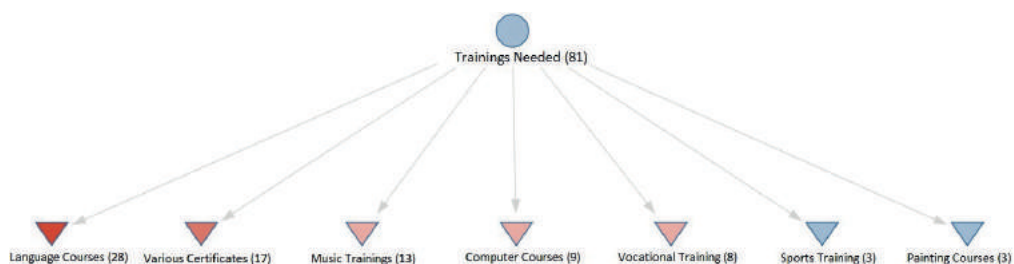 Trainings Needed (81)
Language Courses (28) Various Certificates (17) Music Trainings (13) Computer Courses (9) Vocational Training (8) Sports Training (3) Painting Courses (3)